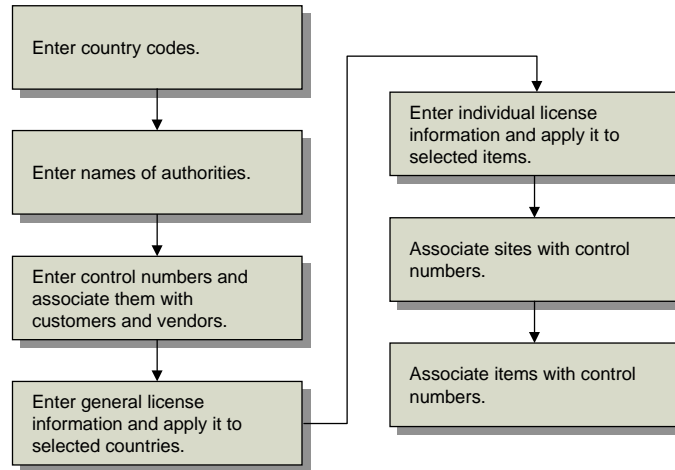 Enter country codes.
Enter names of authorities.
Enter control numbers and
associate them with
customers and vendors.
Enter general license
information and apply it to
selected countries.
Enter individual license
information and apply it to
selected items.
Associate sites with control
numbers.
Associate items with control
numbers.